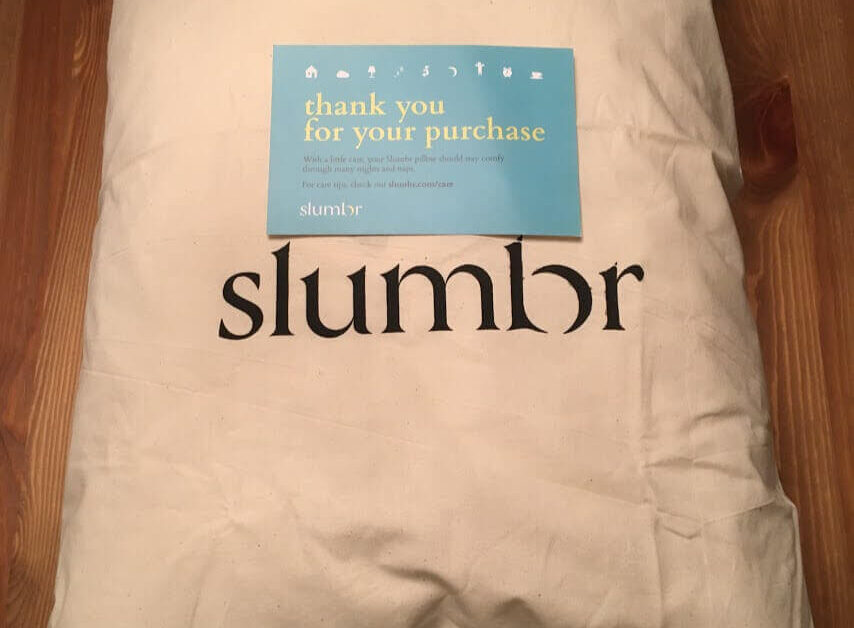 thank you
for your purchase
With a little care, your Slumbr pillow should stay comfy
through many nights and naps.
For care tips, check out slumbr.com/care
slumbr
slumbr